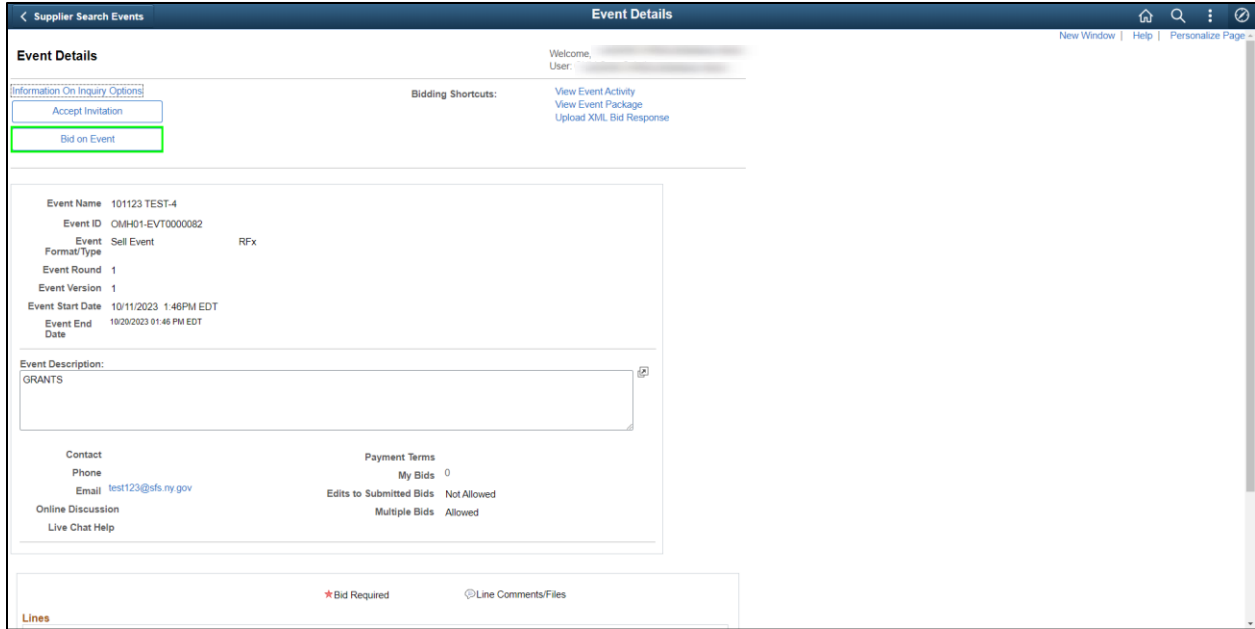 Supplier Search Events
Event Details
New Window | Help | Personalize Page
Event Details
Welcome,
User:
Information On Inquiry Options
Accept Invitation
Bid on Event
Bidding Shortcuts:
View Event Activity
View Event Package
Upload XML Bid Response
Event Name 101123 TEST-4
Event ID OMH01-EVT0000082
Event Format/Type Sell Event RFx
Event Round 1
Event Version 1
Event Start Date 10/11/2023 1:46PM EDT
Event End Date 10/20/2023 01:46 PM EDT
Event Description:
GRANTS
Contact
Phone
Email test123@sfs.ny.gov
Online Discussion
Live Chat Help
Payment Terms
My Bids 0
Edits to Submitted Bids Not Allowed
Multiple Bids Allowed
Bid Required
Line Comments/Files
Lines